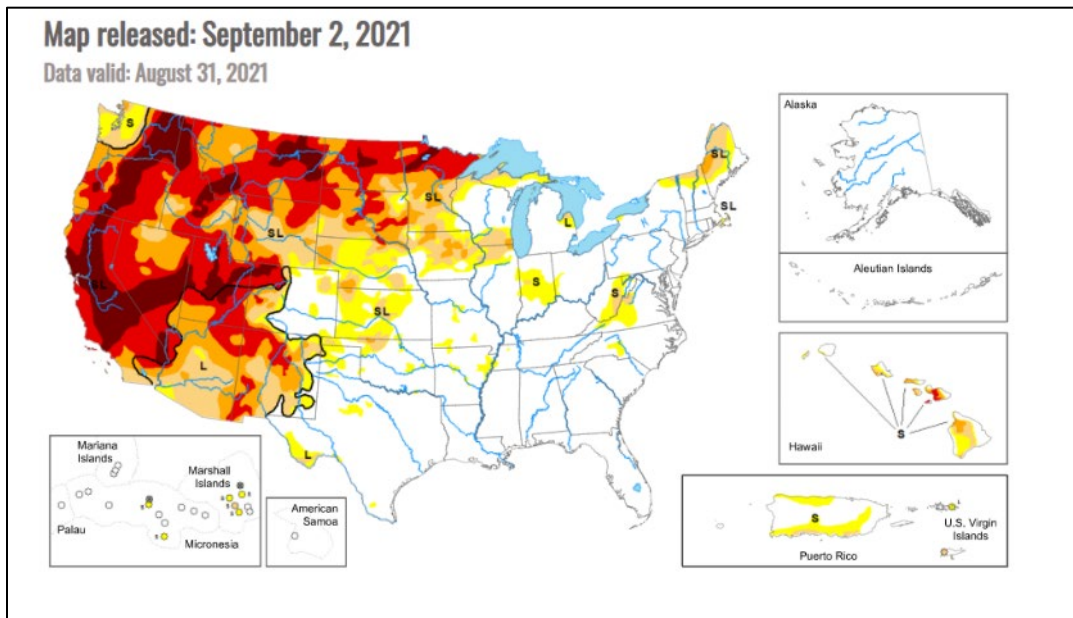 Map released: September 2, 2021
Data valid: August 31, 2021
Alaska
Aleutian Islands
Hawaii
S
Mariana
Islands
Marshall
Islands
Palau
Micronesia
American
Samoa
S
Puerto Rico
U.S. Virgin
Islands
S
SL
SL
SL
SL
SL
SL
L
S
S
L
L